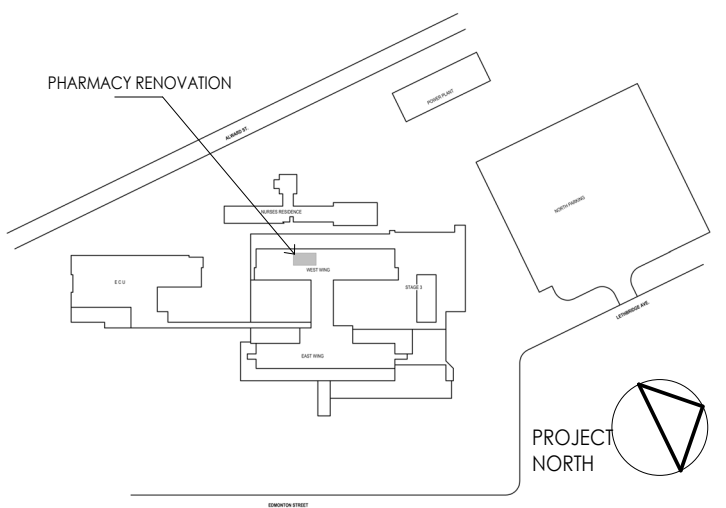 PHARMACY RENOVATION
POWER PLANT
ALWARD ST.
NORTH PARKING
NURSES RESIDENCE
WEST WING
E C U
STAGE 3
LETHBRIDGE AVE.
EAST WING
PROJECT
NORTH
EDMONTON STREET